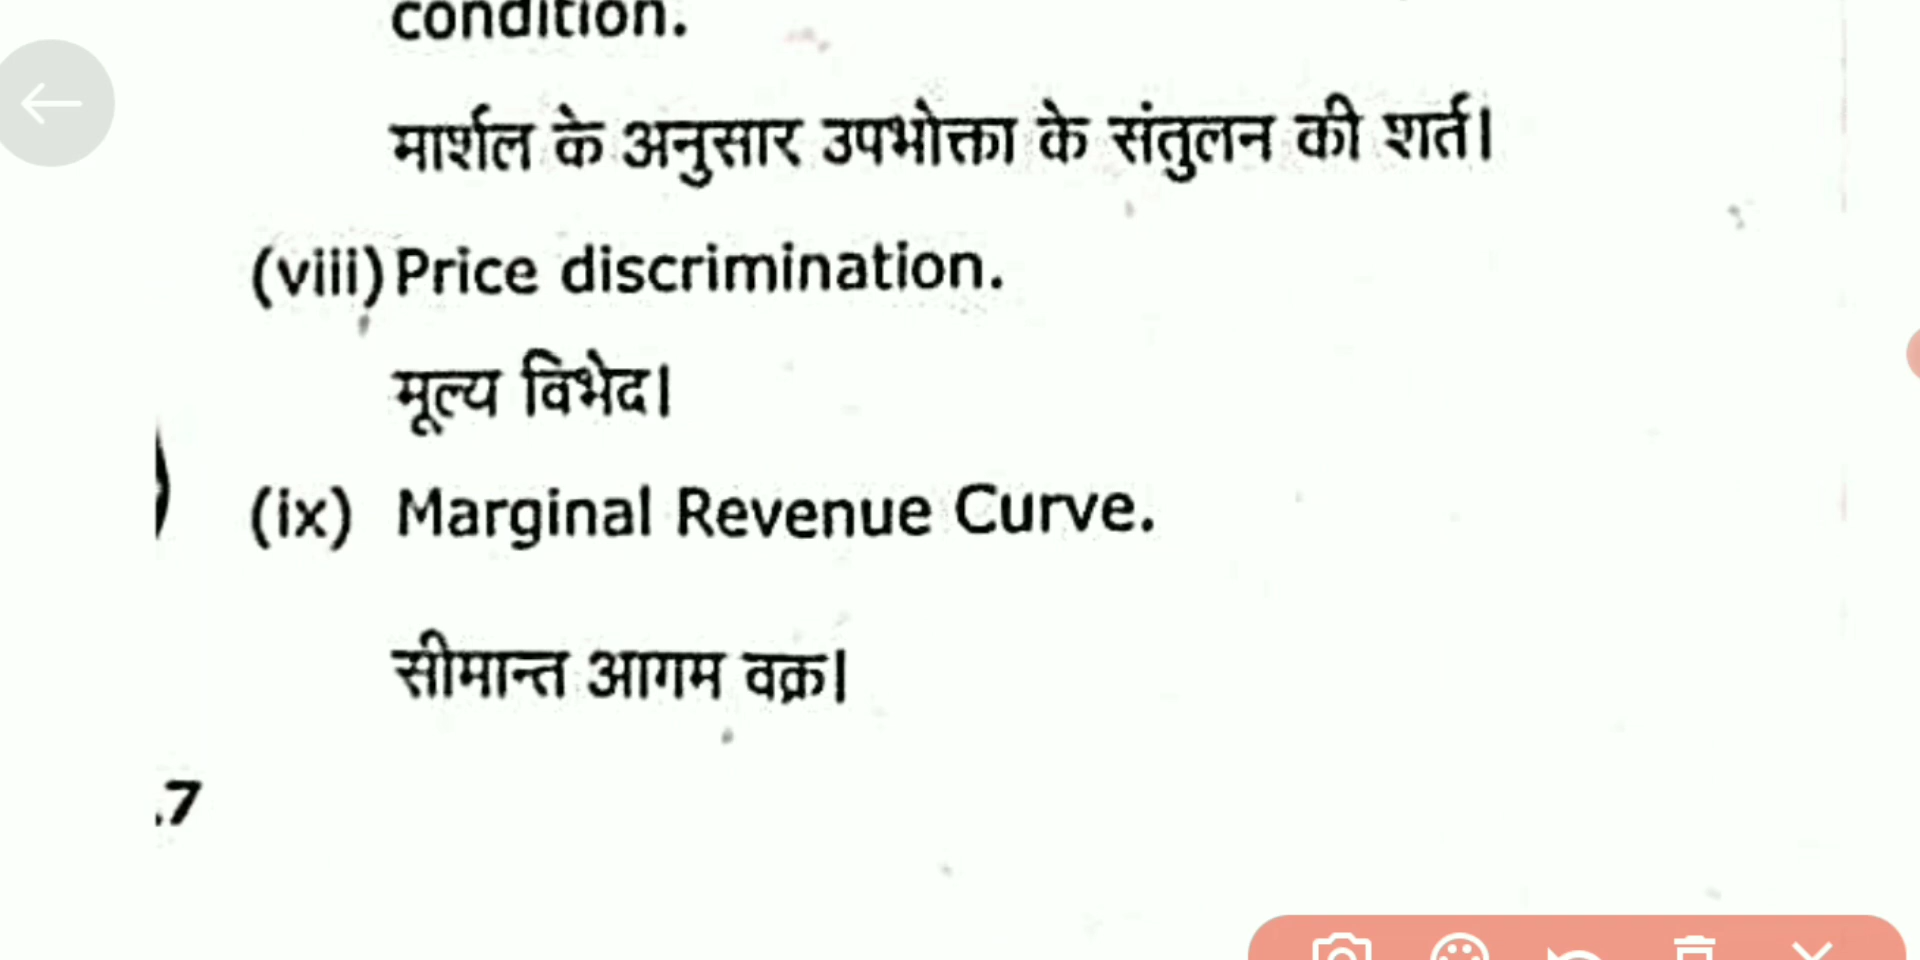 condition.
मार्शल के अनुसार उपभोक्ता के संतुलन की शर्त।
(viii) Price discrimination.
मूल्य विभेद।
(ix) Marginal Revenue Curve.
सीमान्त आगम वक्र।
.7